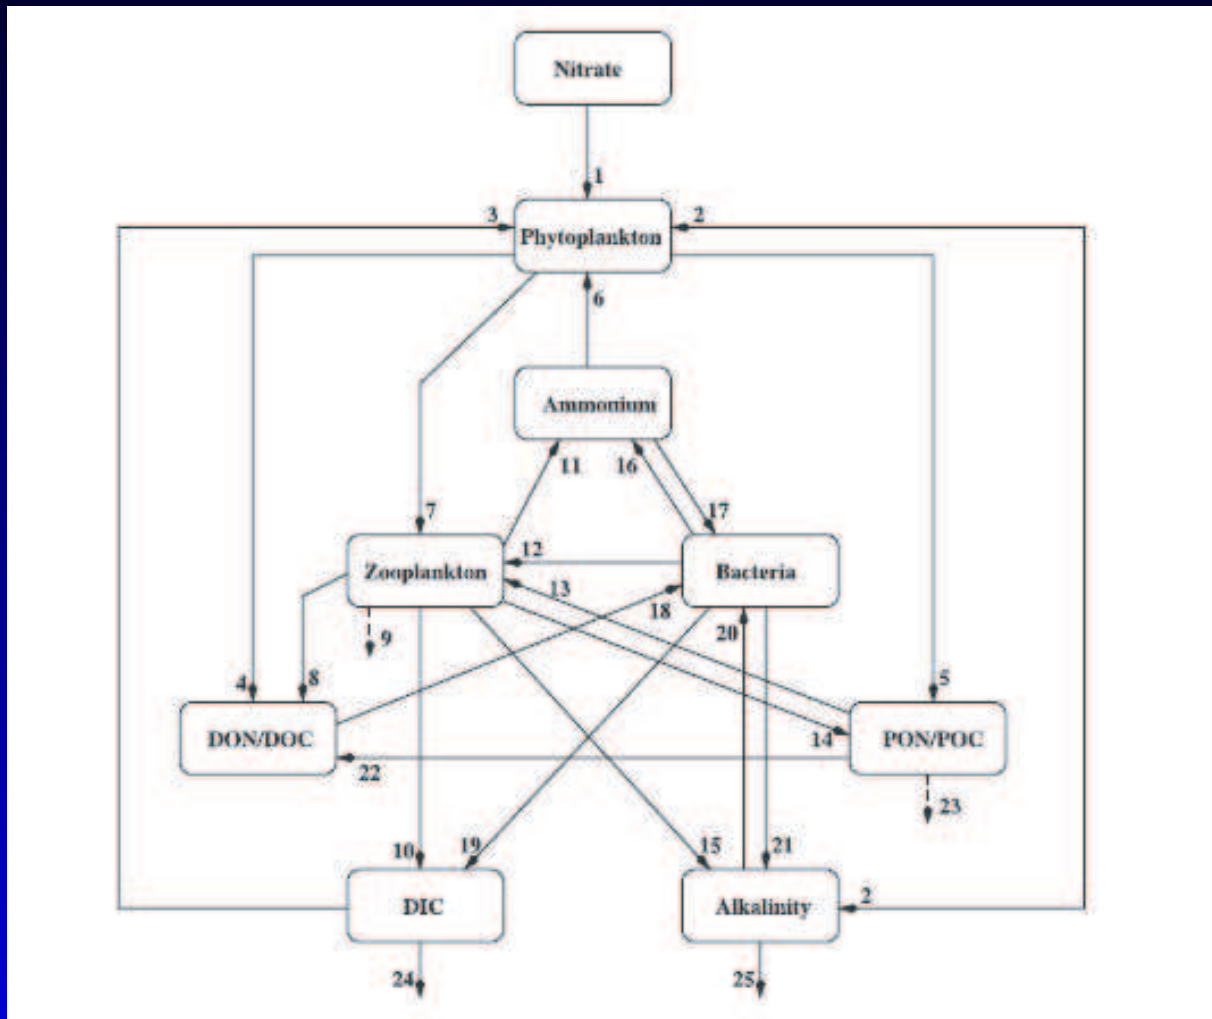 Nitrate
1
3
2
Phytoplankton
6
Ammonium
11
16
7
17
12
Zooplankton
13
Bacteria
18
20
9
4
8
5
DON/DOC
14
PON/POC
22
23
10
19
15
21
DIC
Alkalinity
2
24
25